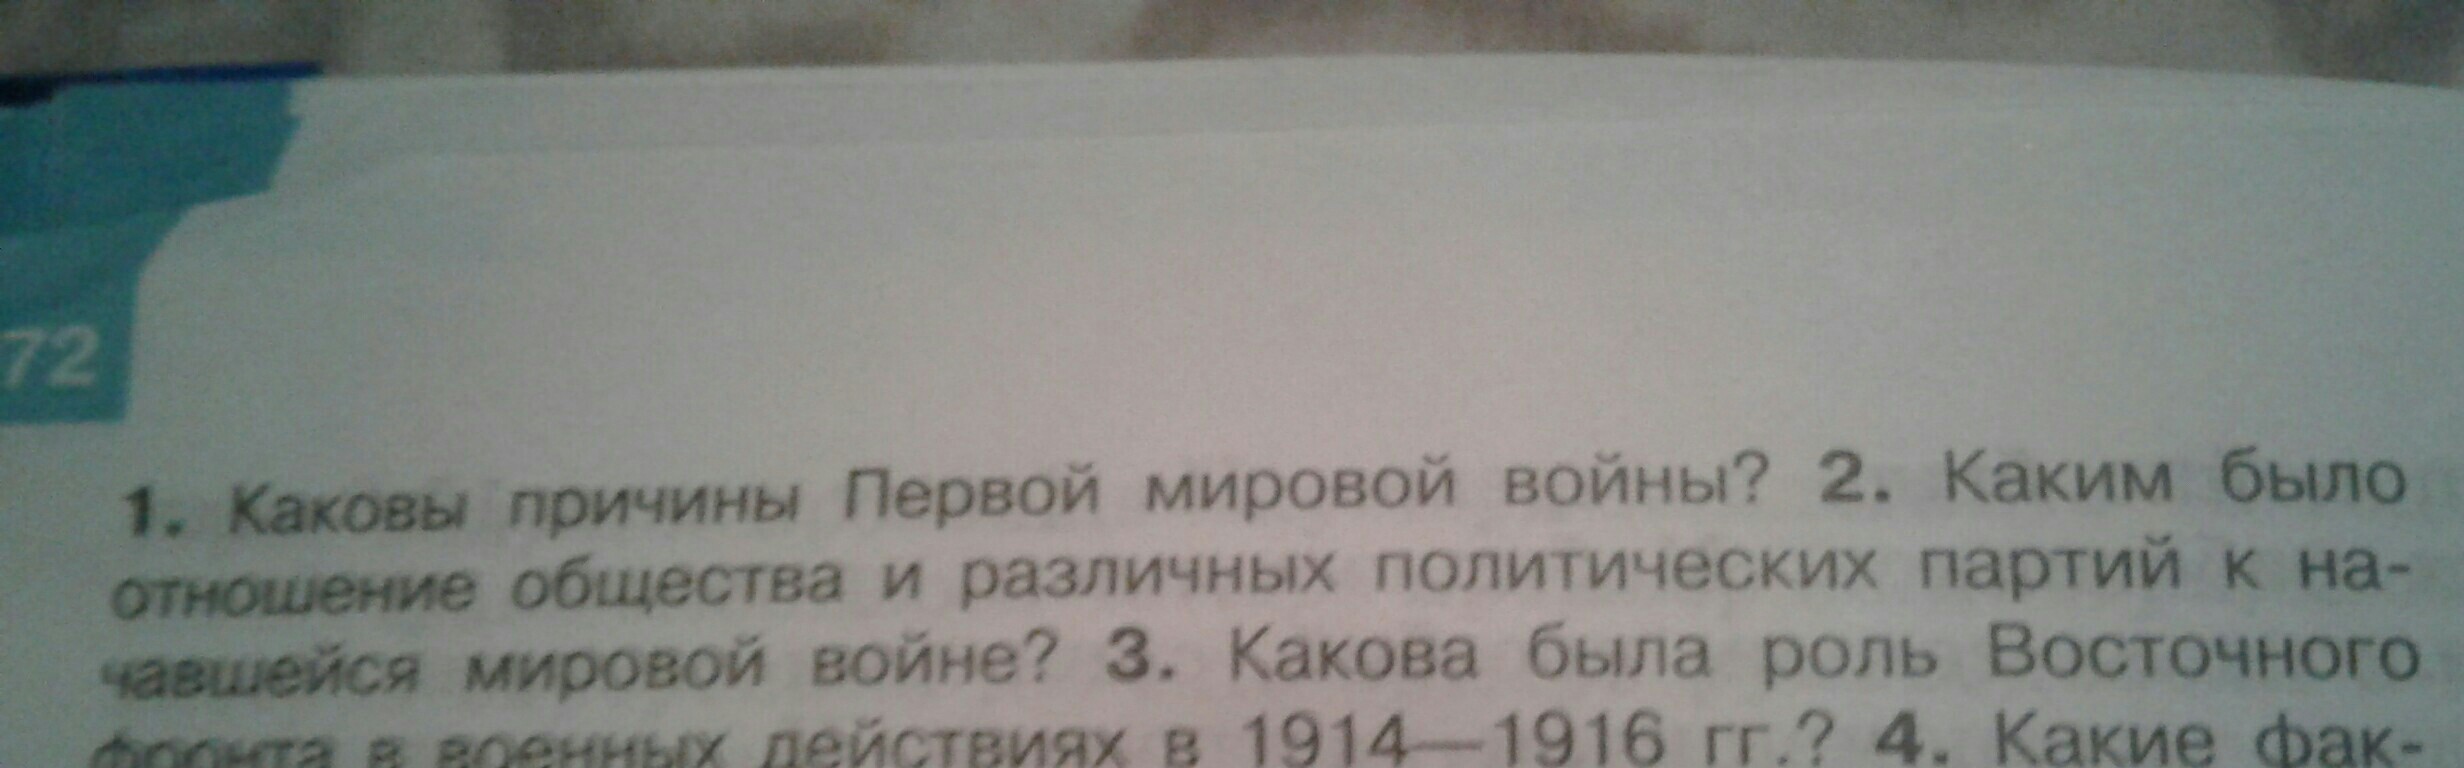 72
1. Каковы причины Первой мировой войны? 2. Каким было
отношение общества и различных политических партий к на-
чавшейся мировой войне? 3. Какова была роль Восточного
фронта в военных действиях в 1914—1916 гг.? 4. Какие фак-